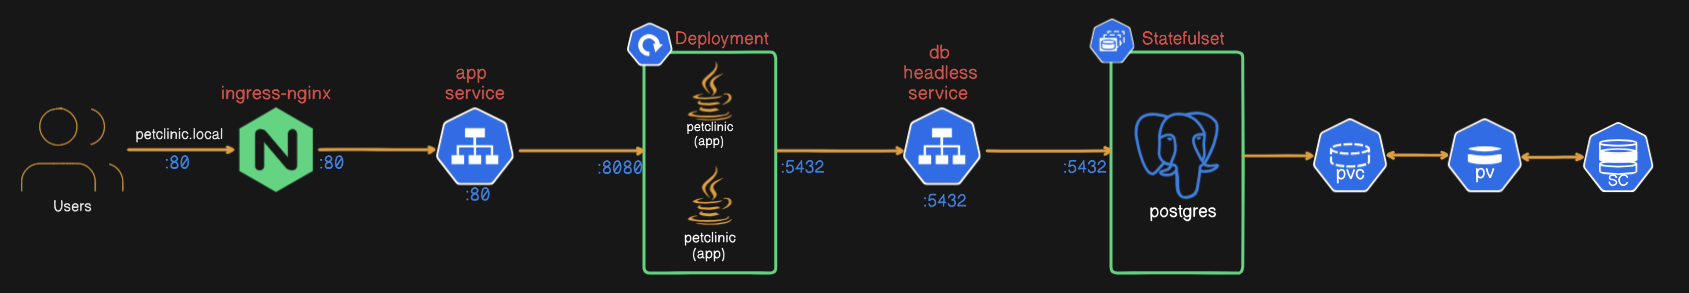 Users
petclinic.local
:80
ingress-nginx
N
:80
app
service
:80
:8080
Deployment
petclinic
(app)
petclinic
(app)
:5432
db
headless
service
:5432
:5432
Statefulset
postgres
pvc
pv
SC